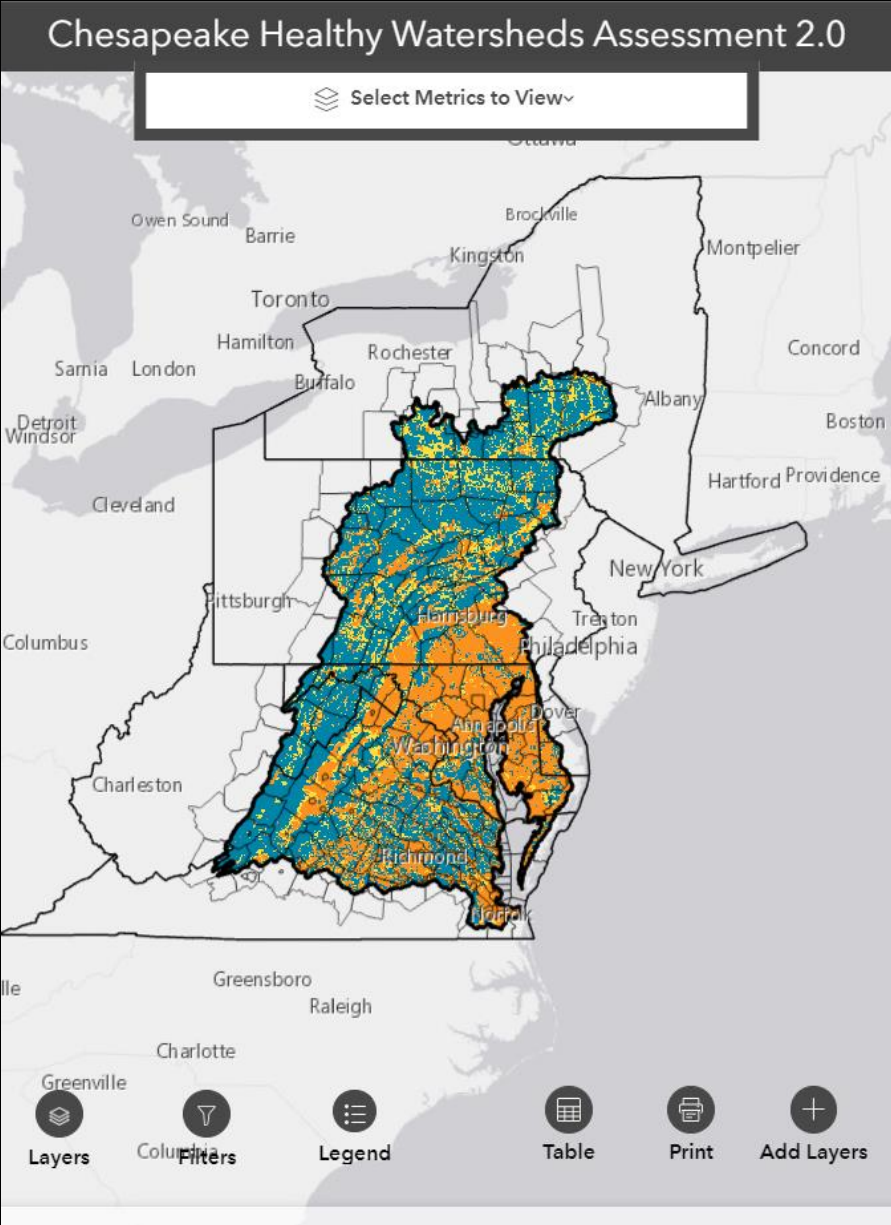 Chesapeake Healthy Watersheds Assessment 2.0
Select Metrics to View
Ottawa
Brockville
Owen Sound
Barrie
Montpelier
Kingston
Toronto
Hamilton
Rochester
Concord
Sarnia
London
Buffalo
Albany
Detroit
Boston
Windsor
Hartford
Providence
Cleveland
New York
Pittsburgh
Harrisburg
Trenton
Columbus
Philadelphia
Dover
Annapolis
Washington
Charleston
Richmond
Norfolk
Greensboro
lle
Raleigh
Charlotte
Greenville
Columbia
Layers
Filters
Legend
Table
Print
Add Layers